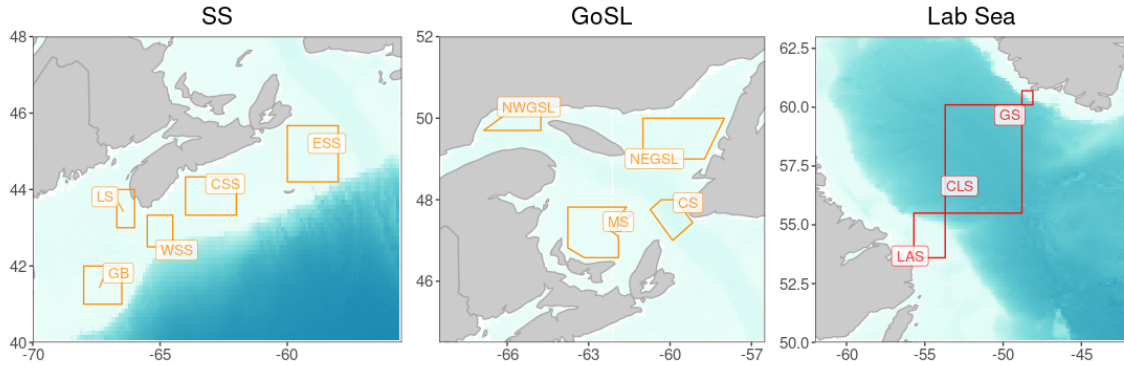 SS
GoSL
Lab Sea
48
46
44
42
40
-70
-65
-60
ESS
CSS
LS
WSS
GB
52
50
48
46
-66
-63
-60
-57
NWGSL
NEGSL
CS
MS
62.5
60.0
57.5
55.0
52.5
50.0
-60
-55
-50
-45
GS
CLS
LAS